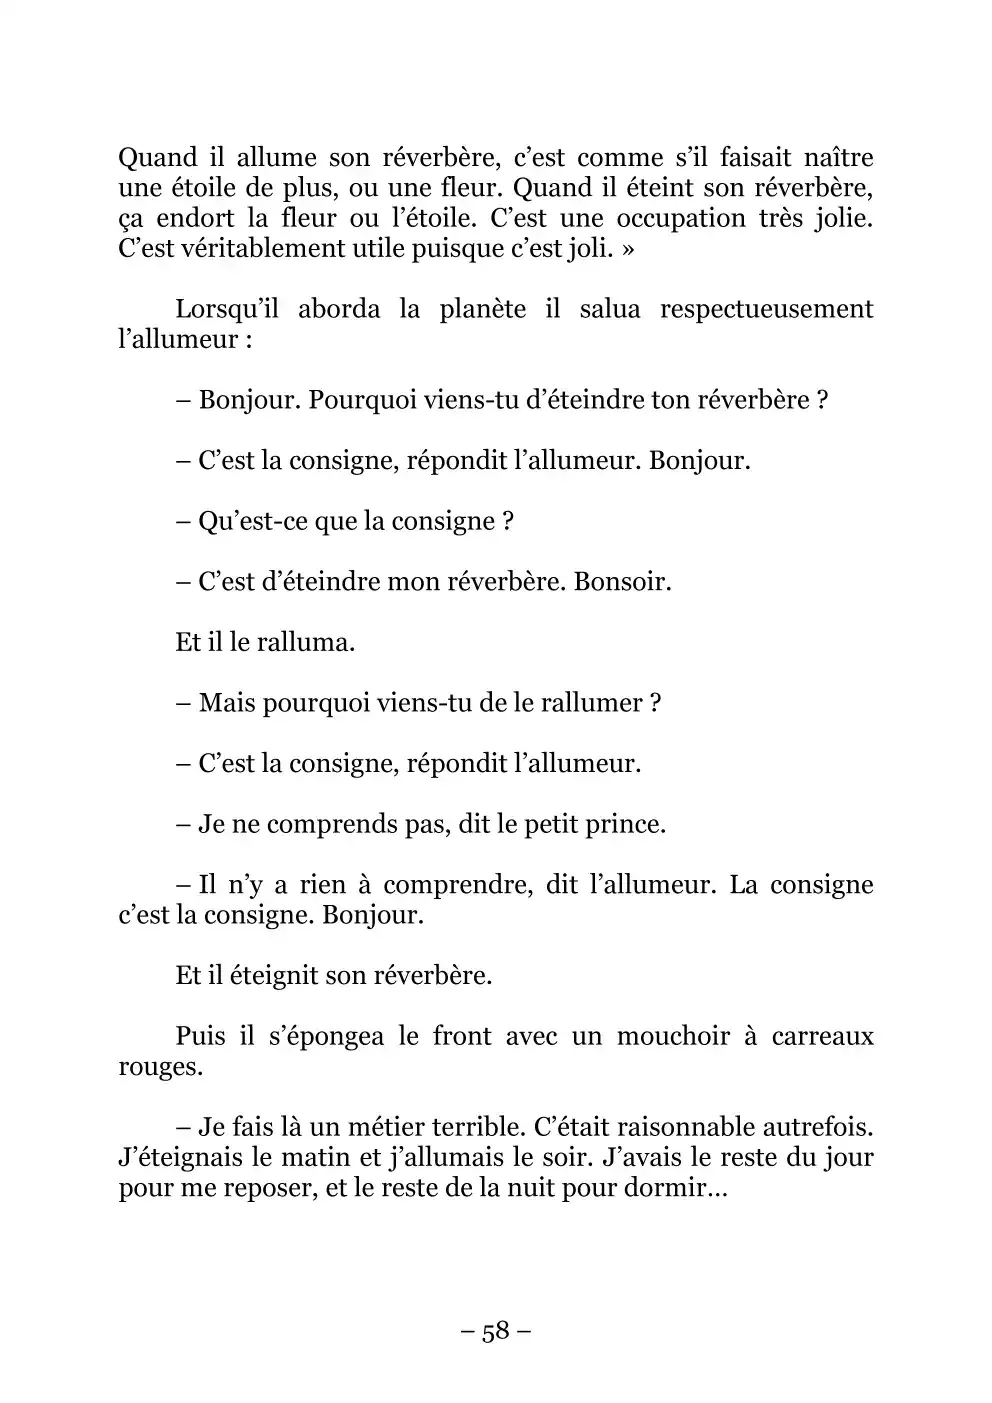 Quand il allume son réverbère, c’est comme s’il faisait naître
une étoile de plus, ou une fleur. Quand il éteint son réverbère,
ça endort la fleur ou l’étoile. C’est une occupation très jolie.
C’est véritablement utile puisque c’est joli. »
Lorsqu’il aborda la planète il salua respectueusement
l’allumeur :
– Bonjour. Pourquoi viens-tu d’éteindre ton réverbère ?
– C’est la consigne, répondit l’allumeur. Bonjour.
– Qu’est-ce que la consigne ?
– C’est d’éteindre mon réverbère. Bonsoir.
Et il le ralluma.
– Mais pourquoi viens-tu de le rallumer ?
– C’est la consigne, répondit l’allumeur.
– Je ne comprends pas, dit le petit prince.
– Il n’y a rien à comprendre, dit l’allumeur. La consigne
c’est la consigne. Bonjour.
Et il éteignit son réverbère.
Puis il s’épongea le front avec un mouchoir à carreaux
rouges.
– Je fais là un métier terrible. C’était raisonnable autrefois.
J’éteignais le matin et j’allumais le soir. J’avais le reste du jour
pour me reposer, et le reste de la nuit pour dormir…
– 58 –